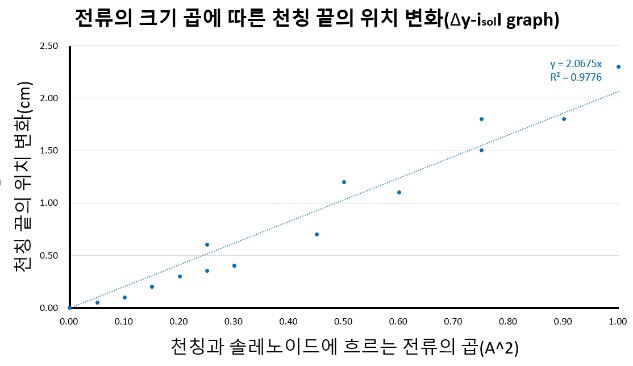 전류의 크기 곱에 따른 천칭 끝의 위치 변화(Δy-isolI graph)
y = 2.0675x
R² = 0.9776
2.50
2.00
1.50
1.00
0.50
0.00
천칭 끝의 위치 변화(cm)
0.00 0.10 0.20 0.30 0.40 0.50 0.60 0.70 0.80 0.90 1.00
천칭과 솔레노이드에 흐르는 전류의 곱(A^2)